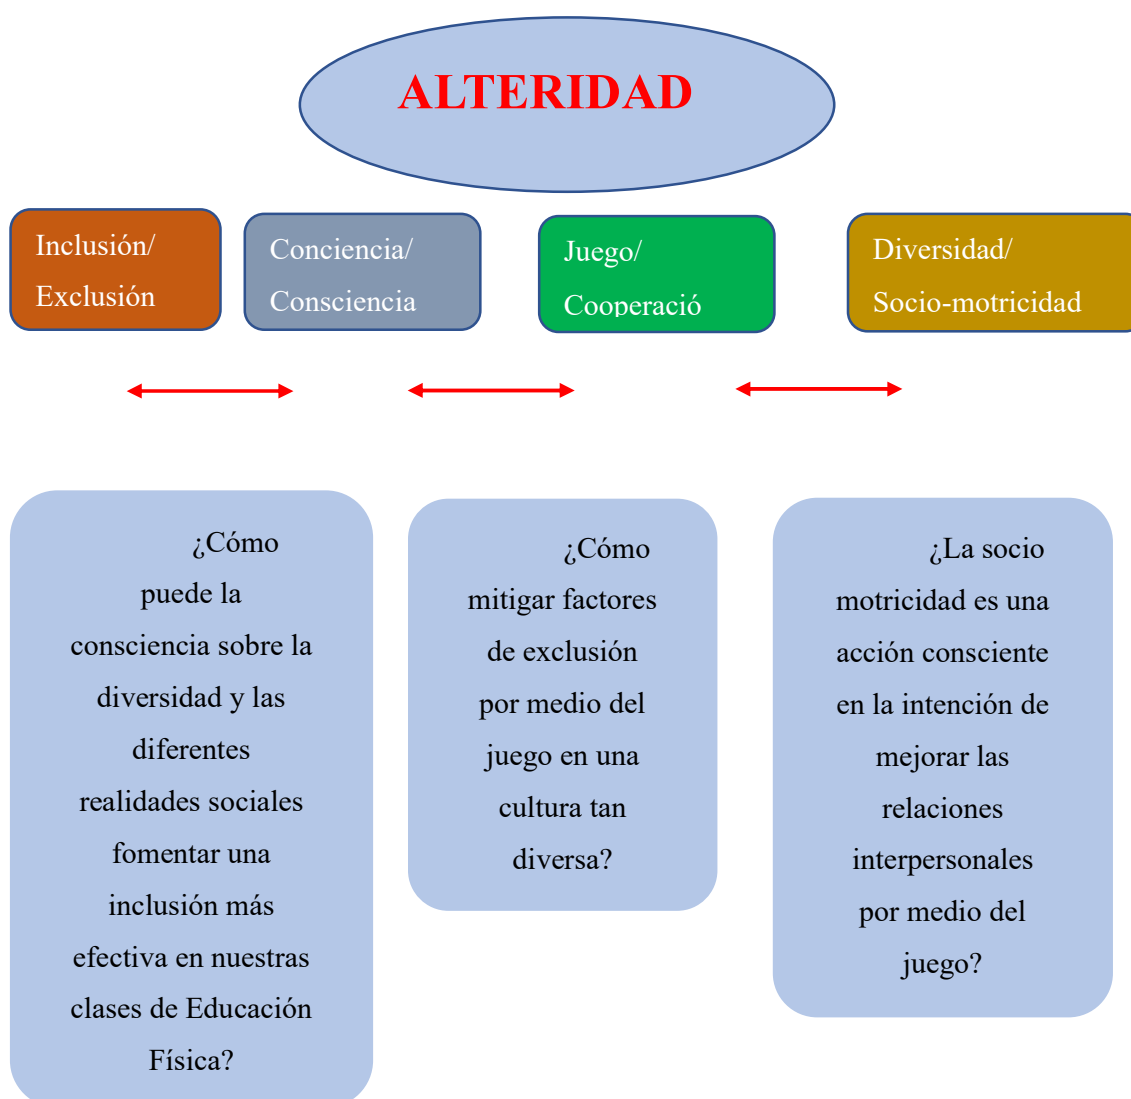 ALTERIDAD
Inclusión/
Exclusión
Conciencia/
Consciencia
Juego/
Cooperació
Diversidad/
Socio-motricidad
¿Cómo
puede la
consciencia sobre la
diversidad y las
diferentes
realidades sociales
fomentar una
inclusión más
efectiva en nuestras
clases de Educación
Física?
¿Cómo
mitigar factores
de exclusión
por medio del
juego en una
cultura tan
diversa?
¿La socio
motricidad es una
acción consciente
en la intención de
mejorar las
relaciones
interpersonales
por medio del
juego?